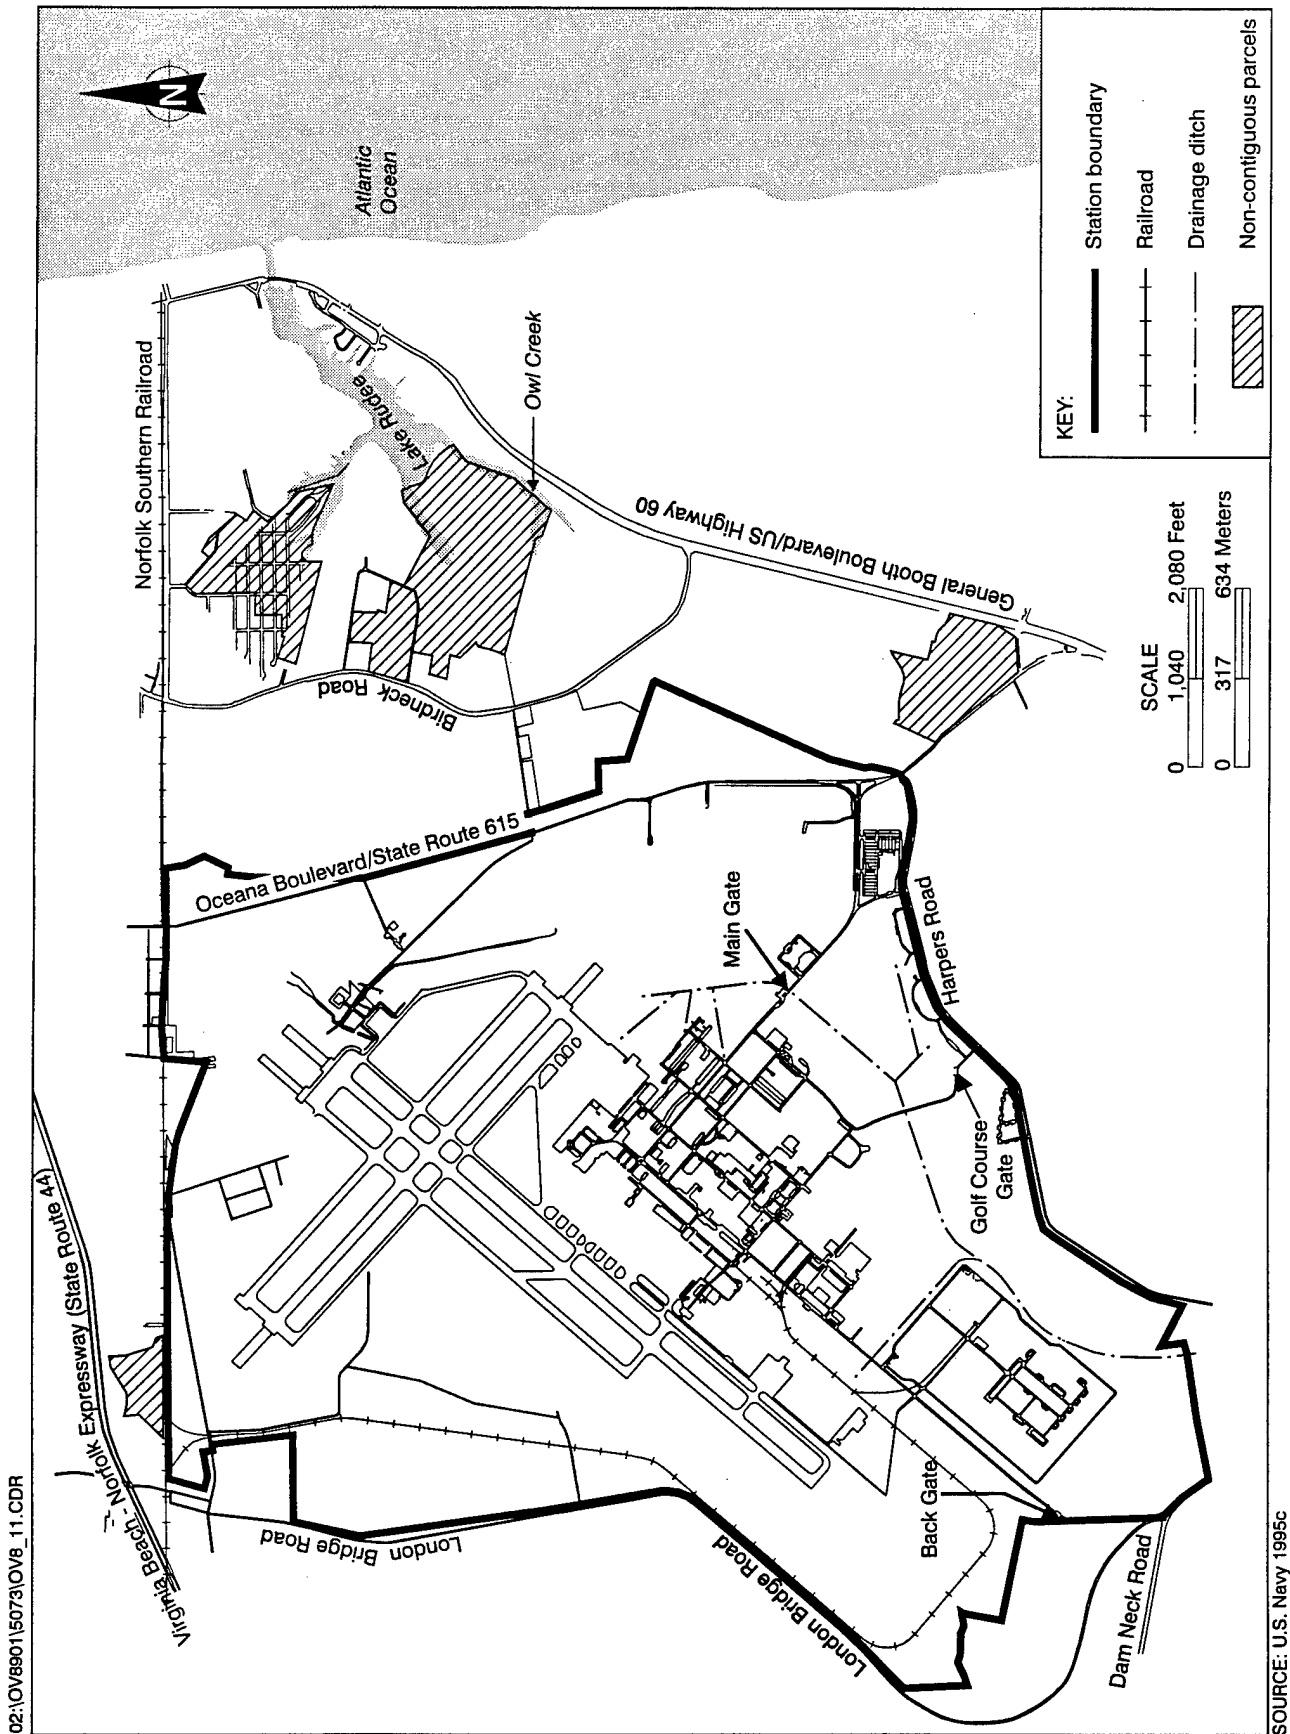 02:\OV8901\5073\OV8_11.CDR
N
Atlantic
Ocean
Norfolk Southern Railroad
Lake Rudee
Owl Creek
General Booth Boulevard/US Highway 60
Birdneck
Road
Oceana Boulevard/State Route 615
Virginia Beach - Norfolk Expressway (State Route 44)
Main Gate
Harpers Road
Golf Course
Gate
London
Bridge Road
London Bridge Road
Back Gate
Dam Neck Road
SCALE
0 1,040 2,080 Feet
0 317 634 Meters
KEY:
Station boundary
Railroad
Drainage ditch
Non-contiguous parcels
SOURCE: U.S. Navy 1995c